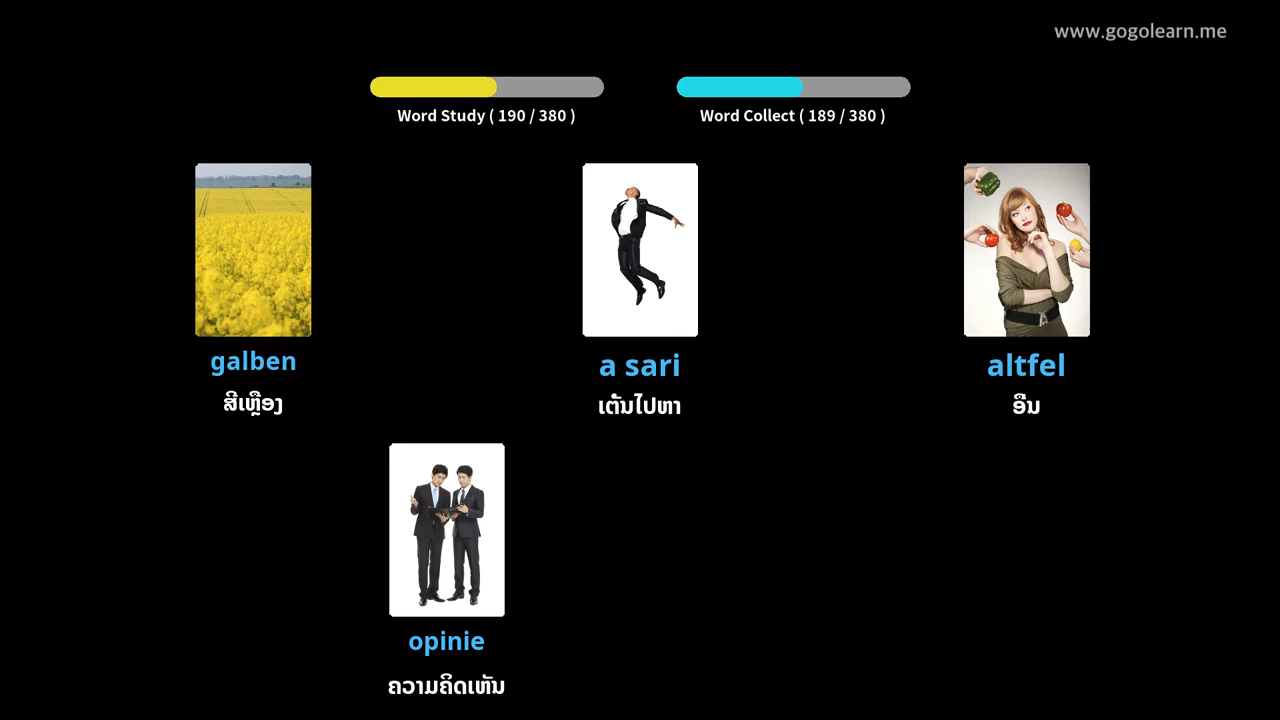 www.gogolearn.me
Word Study ( 190 / 380 )
Word Collect ( 189 / 380 )
galben
ສີເຫຼືອງ
a sari
ເຕັ້ນໄປຫາ
altfel
ອື່ນ
opinie
ຄວາມຄິດເຫັນ